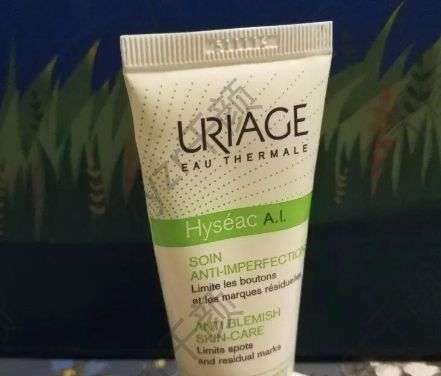 URIAGE
EAU THERMALE
Hyséac A.I.
SOIN
ANTI-IMPERFECTION
Limite les boutons
et les marques résiduelles
ANTI BLEMISH
SKIN-CARE
Limits spots
and residual marks